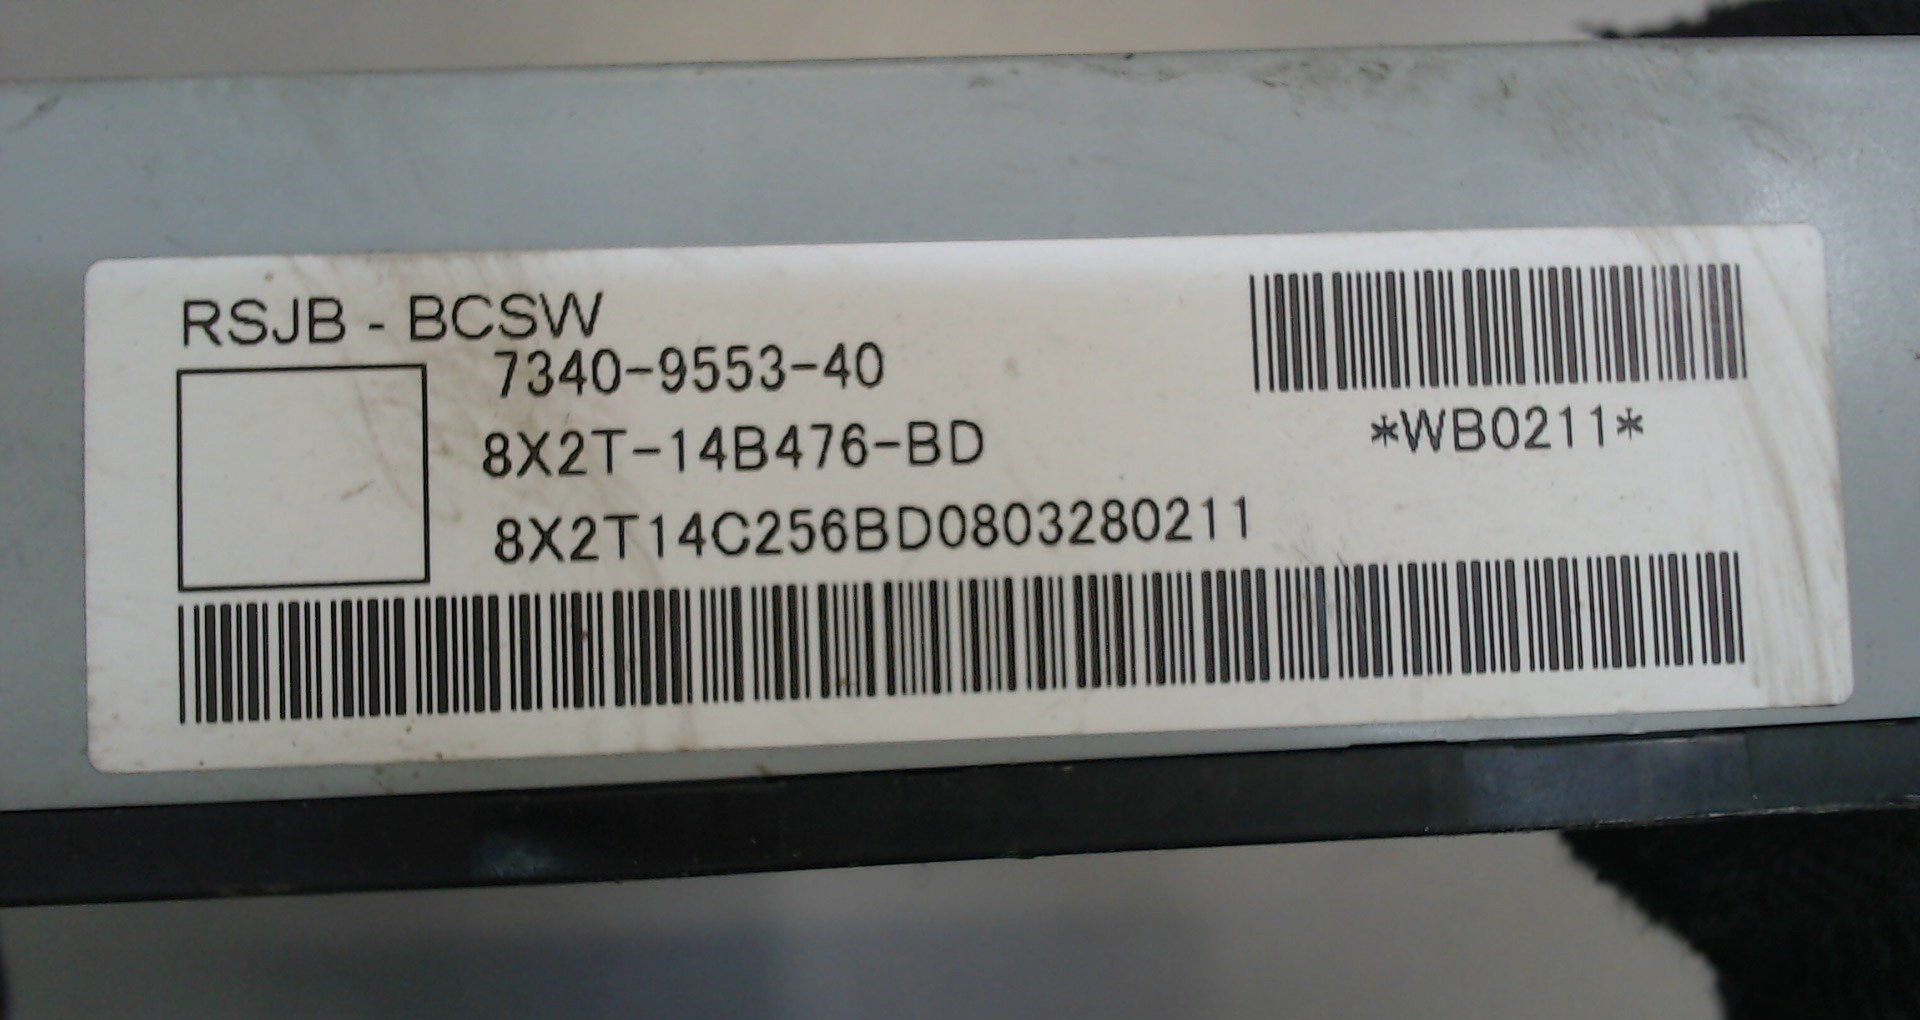 RSJB - BCSW
7340-9553-40
8X2T-14B476-BD
8X2T14C256BD0803280211
*WB0211*